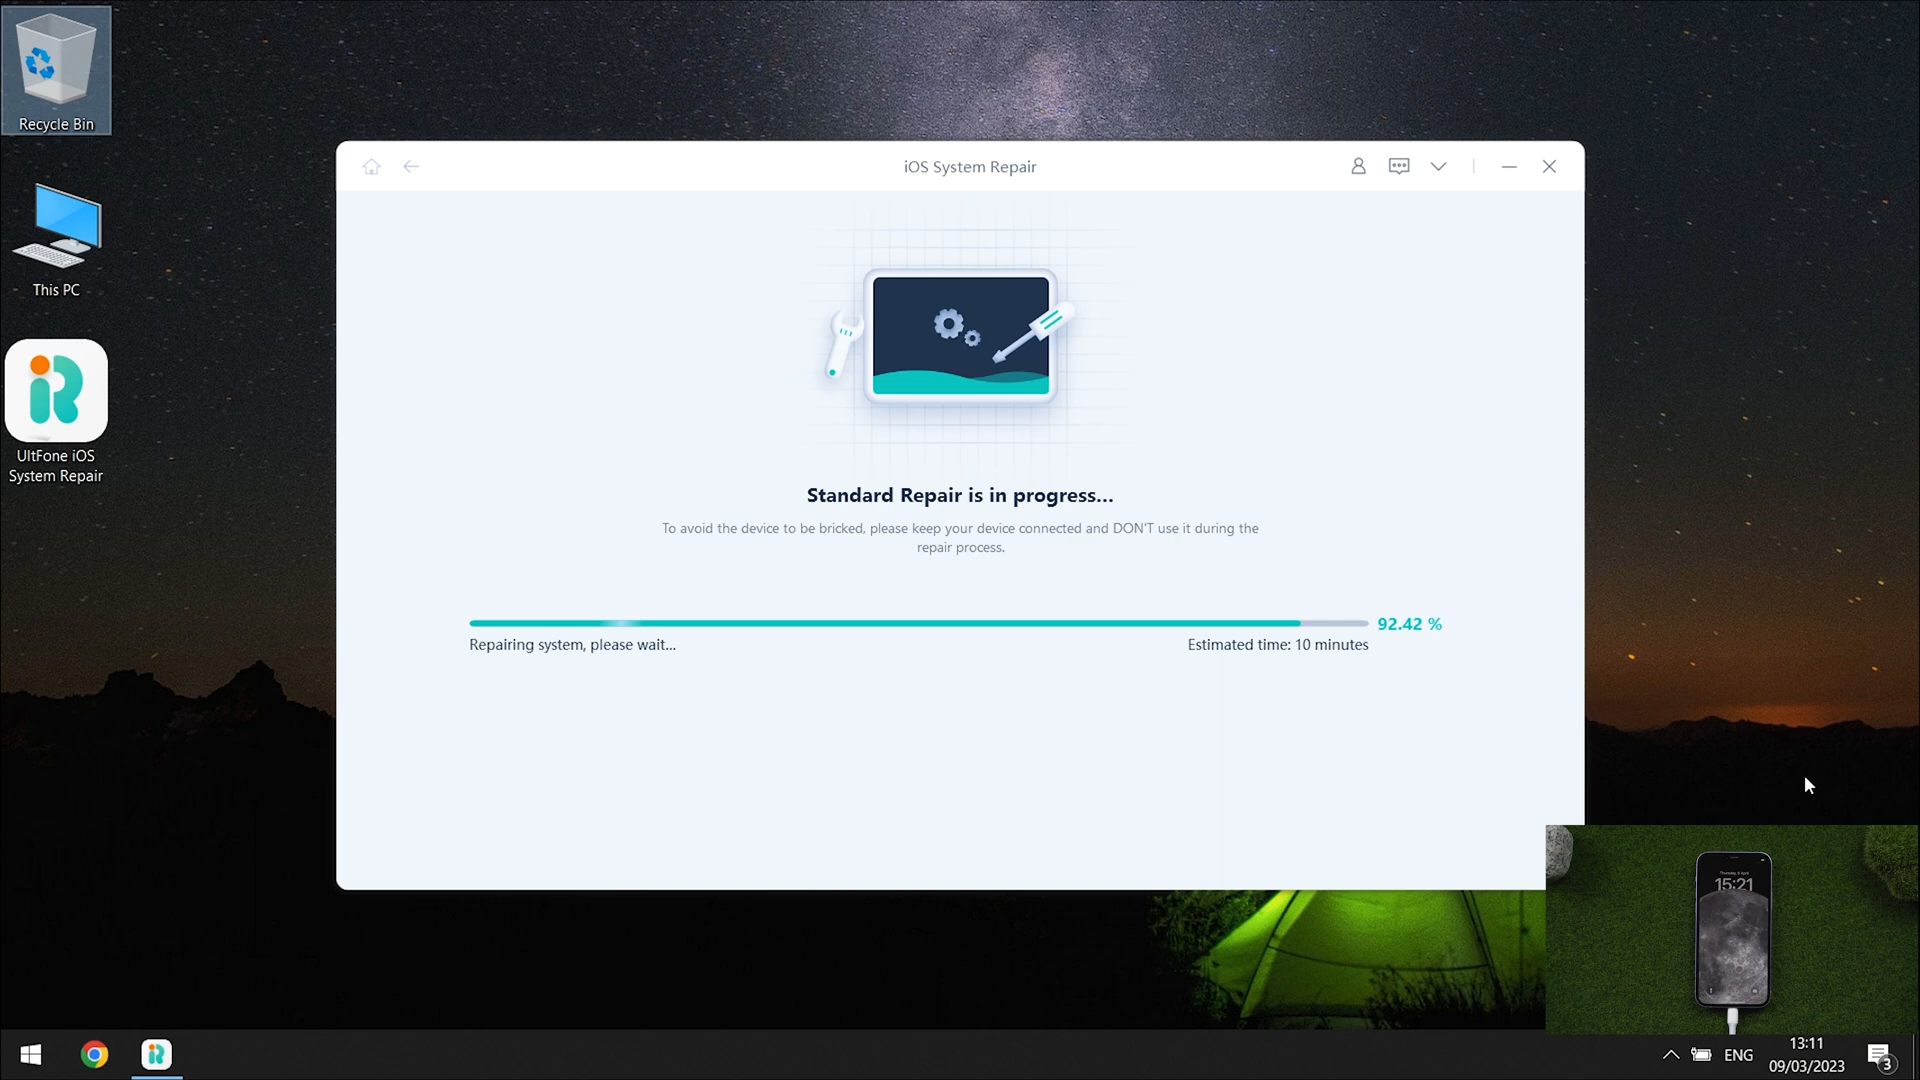 Recycle Bin
This PC
UltFone iOS
System Repair
iOS System Repair
Standard Repair is in progress...
To avoid the device to be bricked, please keep your device connected and DON'T use it during the
repair process.
92.42 %
Repairing system, please wait...
Estimated time: 10 minutes
15:21
ENG
13:11
09/03/2023
3